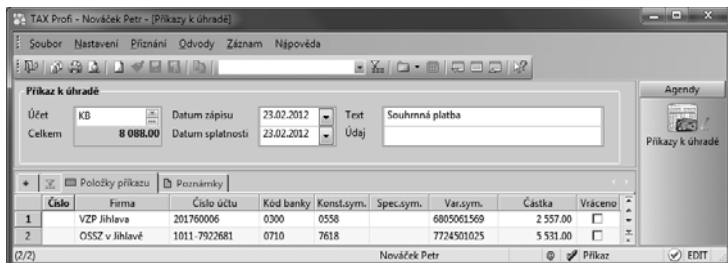 TAX Profi - Nováček Petr - [Příkazy k úhradě]
Soubor Nastavení Přiznání Odvody Záznam Nápověda
Příkaz k úhradě
Agendy
Účet KB Datum zápisu 23.02.2012 Text Souhrnná platba
Celkem 8 088.00 Datum splatnosti 23.02.2012 Údaj
Příkazy k úhradě
Položky příkazu Poznámky
Číslo Firma Číslo účtu Kód banky Konst.sym. Spec.sym. Var.sym. Částka Vráceno
1 VZP Jihlava 201760006 0300 0558 6805061569 2 557.00
2 OSSZ v Jihlavě 1011-7922681 0710 7618 7724501025 5 531.00
(2/2) Nováček Petr @ Příkaz EDIT